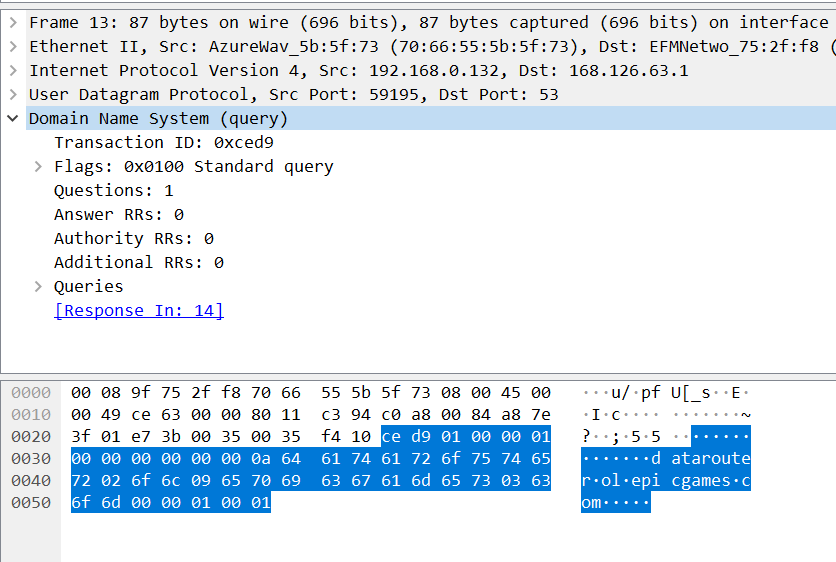 Frame 13: 87 bytes on wire (696 bits), 87 bytes captured (696 bits) on interface
Ethernet II, Src: AzureWav_5b:5f:73 (70:66:55:5b:5f:73), Dst: EFMNetwo_75:2f:f8 (
Internet Protocol Version 4, Src: 192.168.0.132, Dst: 168.126.63.1
User Datagram Protocol, Src Port: 59195, Dst Port: 53
Domain Name System (query)
Transaction ID: 0xced9
Flags: 0x0100 Standard query
Questions: 1
Answer RRs: 0
Authority RRs: 0
Additional RRs: 0
Queries
[Response In: 14]
0000 00 08 9f 75 2f f8 70 66 55 5b 5f 73 08 00 45 00 ···u/·pf U[_s··E·
0010 00 49 ce 63 00 00 80 11 c3 94 c0 a8 00 84 a8 7e ·I·c···· ·······~
0020 3f 01 e7 3b 00 35 00 35 f4 10 ce d9 01 00 00 01 ?··;·5·5 ········
0030 00 00 00 00 00 00 0a 64 61 74 61 72 6f 75 74 65 ·······d ataroute
0040 72 02 6f 6c 09 65 70 69 63 67 61 6d 65 73 03 63 r·ol·epi cgames·c
0050 6f 6d 00 00 01 00 01 om·····